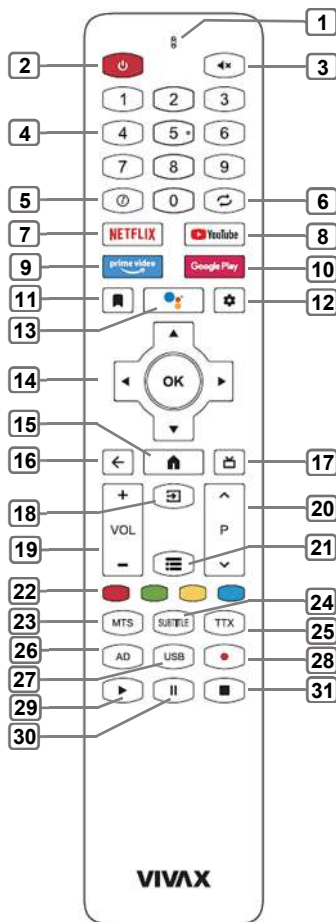 1
2
3
1 2 3
4
4 5 6
7 8 9
5
0
6
7
NETFLIX
YouTube
8
9
prime video
Google Play
10
11
12
13
14
OK
15
16
17
18
+
20
VOL
P
19
−
21
22
24
23
MTS SUBTITLE TTX
25
26
AD USB
28
27
29
31
30
VIVAX